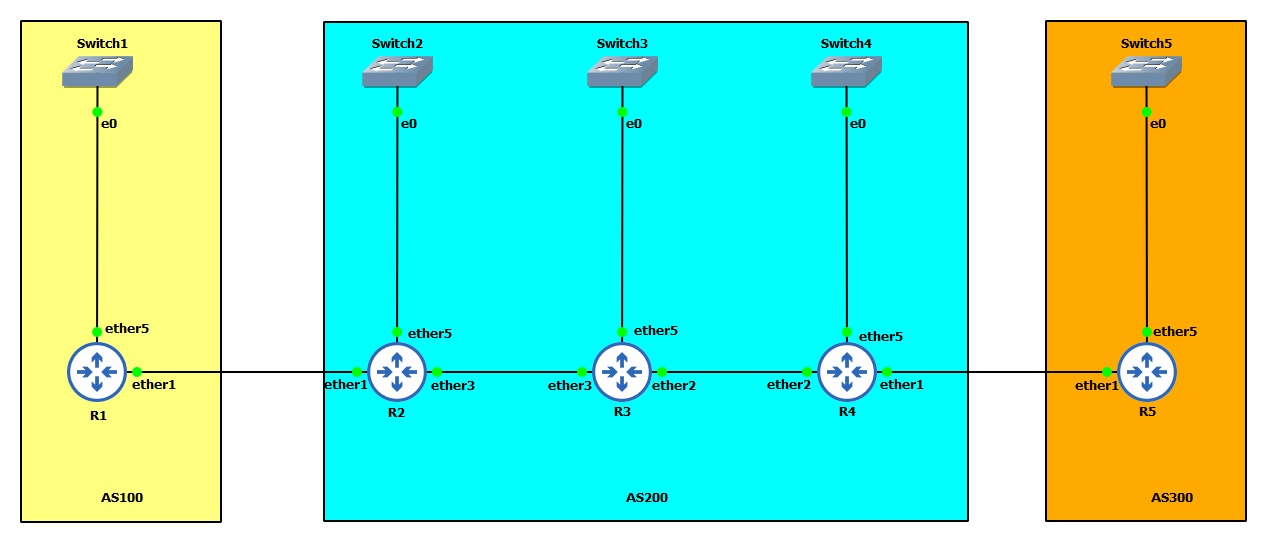 Switch1
Switch2
Switch3
Switch4
Switch5
e0
e0
e0
e0
e0
ether5
ether5
ether5
ether5
ether5
ether1
ether1
ether3
ether3
ether2
ether2
ether1
ether1
R1
R2
R3
R4
R5
AS100
AS200
AS300